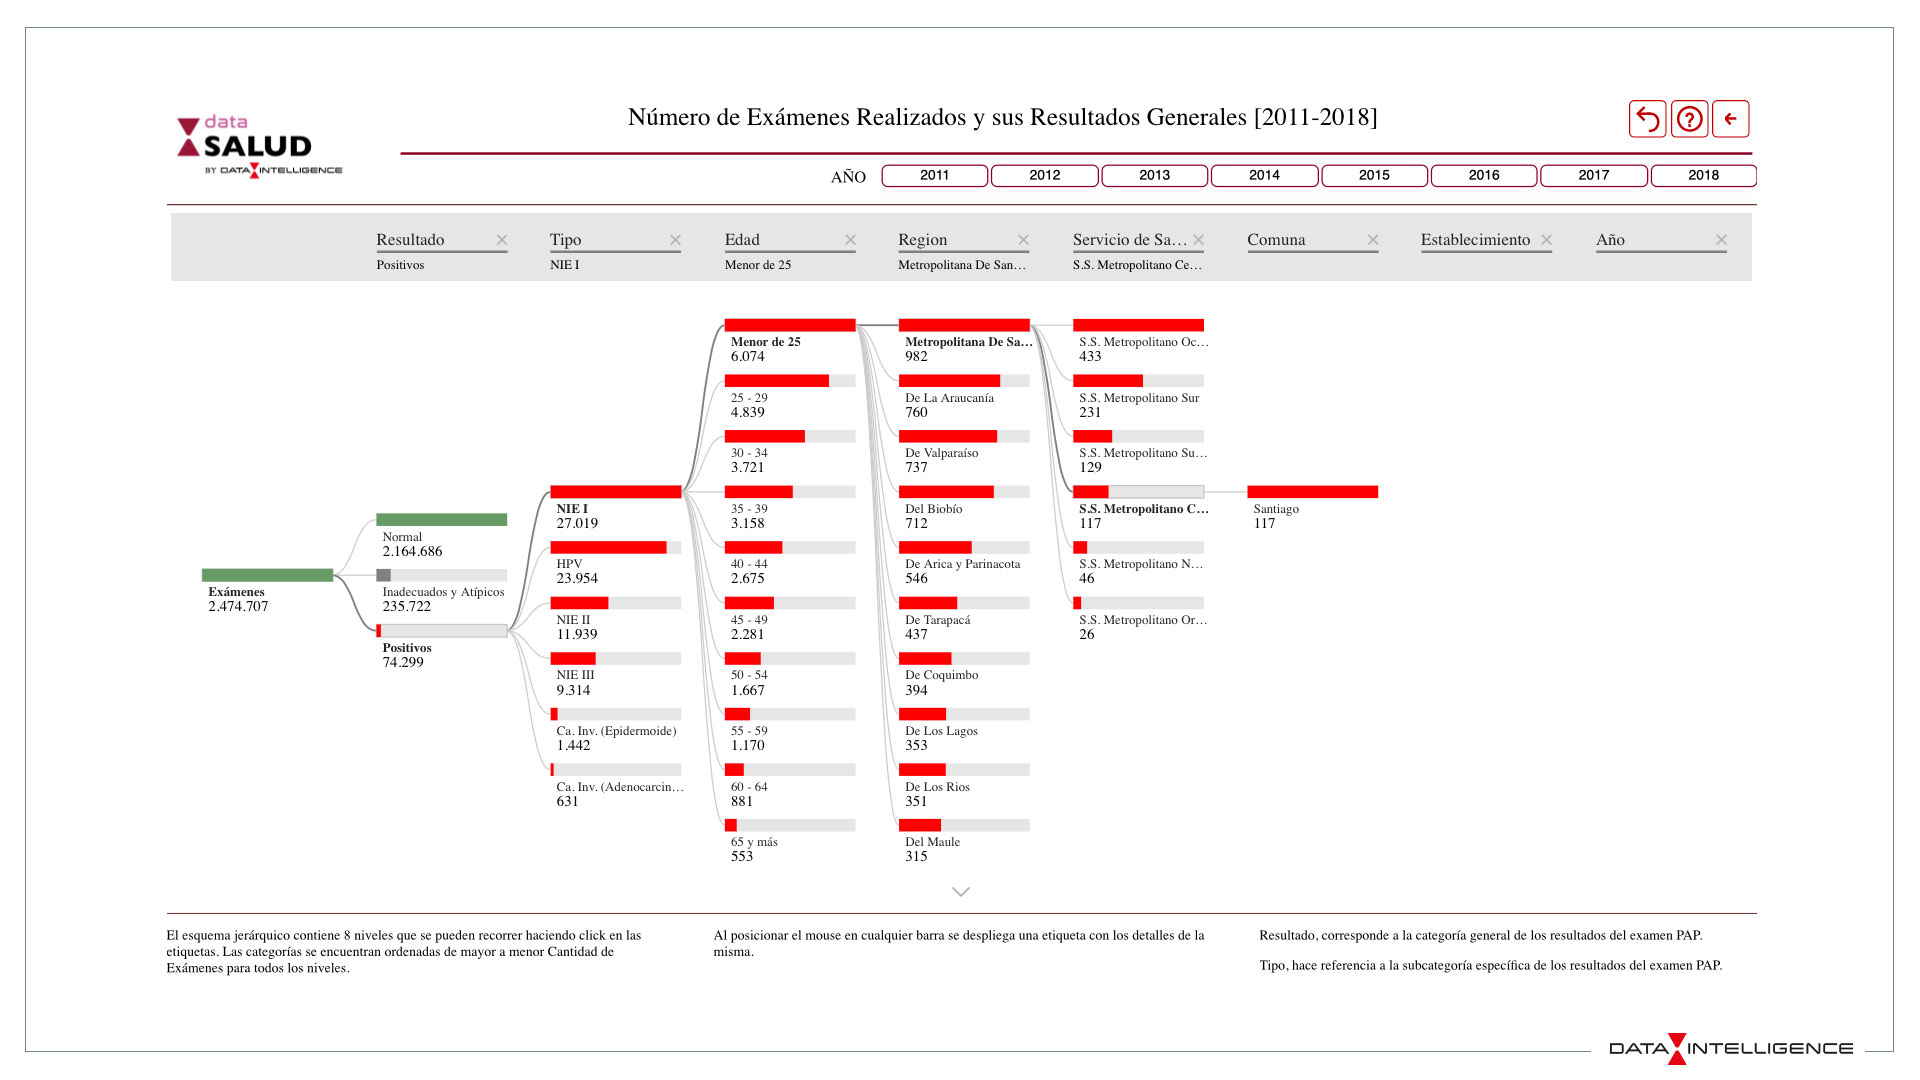 data
SALUD
BY DATA INTELLIGENCE
Número de Exámenes Realizados y sus Resultados Generales [2011-2018]
AÑO
2011
2012
2013
2014
2015
2016
2017
2018
Resultado
Positivos
Tipo
NIE I
Edad
Menor de 25
Region
Metropolitana De San…
Servicio de Sa…
S.S. Metropolitano Ce…
Comuna
Establecimiento
Año
Exámenes
2.474.707
Normal
2.164.686
Inadecuados y Atípicos
235.722
Positivos
74.299
NIE I
27.019
HPV
23.954
NIE II
11.939
NIE III
9.314
Ca. Inv. (Epidermoide)
1.442
Ca. Inv. (Adenocarcin…
631
Menor de 25
6.074
25 - 29
4.839
30 - 34
3.721
35 - 39
3.158
40 - 44
2.675
45 - 49
2.281
50 - 54
1.667
55 - 59
1.170
60 - 64
881
65 y más
553
Metropolitana De Sa…
982
De La Araucanía
760
De Valparaíso
737
Del Biobío
712
De Arica y Parinacota
546
De Tarapacá
437
De Coquimbo
394
De Los Lagos
353
De Los Rios
351
Del Maule
315
S.S. Metropolitano Oc…
433
S.S. Metropolitano Sur
231
S.S. Metropolitano Su…
129
S.S. Metropolitano C…
117
S.S. Metropolitano N…
46
S.S. Metropolitano Or…
26
Santiago
117
El esquema jerárquico contiene 8 niveles que se pueden recorrer haciendo click en las
etiquetas. Las categorías se encuentran ordenadas de mayor a menor Cantidad de
Exámenes para todos los niveles.
Al posicionar el mouse en cualquier barra se despliega una etiqueta con los detalles de la
misma.
Resultado, corresponde a la categoría general de los resultados del examen PAP.
Tipo, hace referencia a la subcategoría específica de los resultados del examen PAP.
DATA INTELLIGENCE